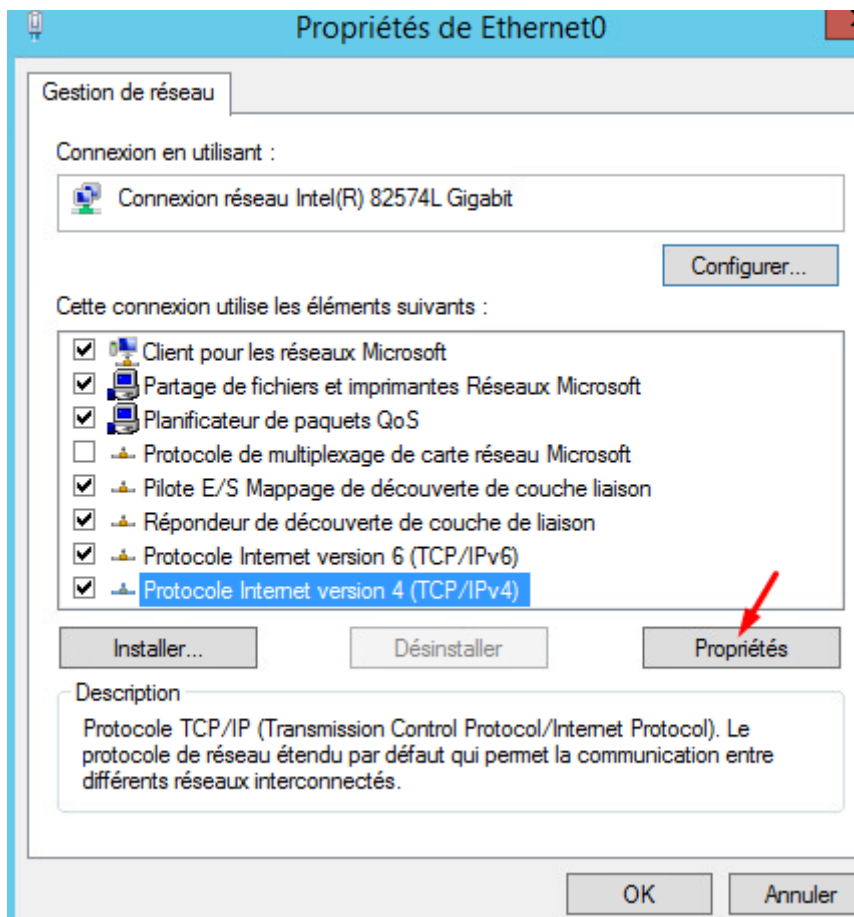 Propriétés de Ethernet0
Gestion de réseau
Connexion en utilisant :
Connexion réseau Intel(R) 82574L Gigabit
Configurer...
Cette connexion utilise les éléments suivants :
Client pour les réseaux Microsoft
Partage de fichiers et imprimantes Réseaux Microsoft
Planificateur de paquets QoS
Protocole de multiplexage de carte réseau Microsoft
Pilote E/S Mappage de découverte de couche liaison
Répondeur de découverte de couche de liaison
Protocole Internet version 6 (TCP/IPv6)
Protocole Internet version 4 (TCP/IPv4)
Installer... Désinstaller Propriétés
Description
Protocole TCP/IP (Transmission Control Protocol/Internet Protocol). Le
protocole de réseau étendu par défaut qui permet la communication entre
différents réseaux interconnectés.
OK Annuler